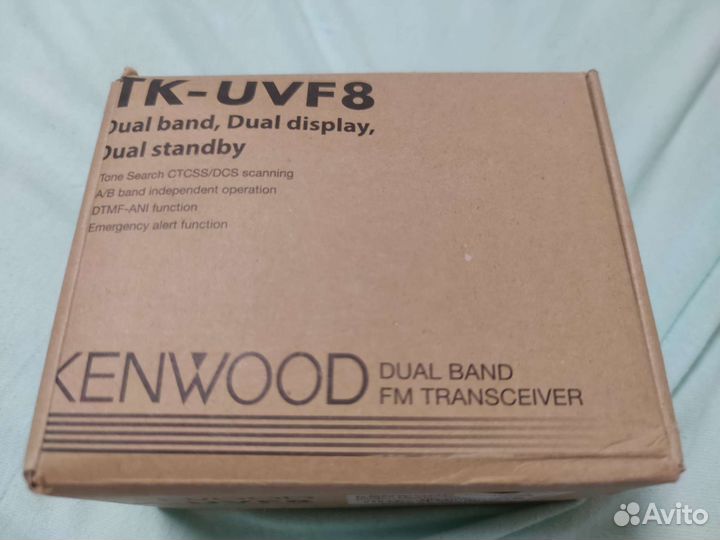 TK-UVF8
Dual band, Dual display,
Dual standby
Tone Search CTCSS/DCS scanning
A/B band independent operation
DTMF-ANI function
Emergency alert function
KENWOOD
DUAL BAND
FM TRANSCEIVER
Avito